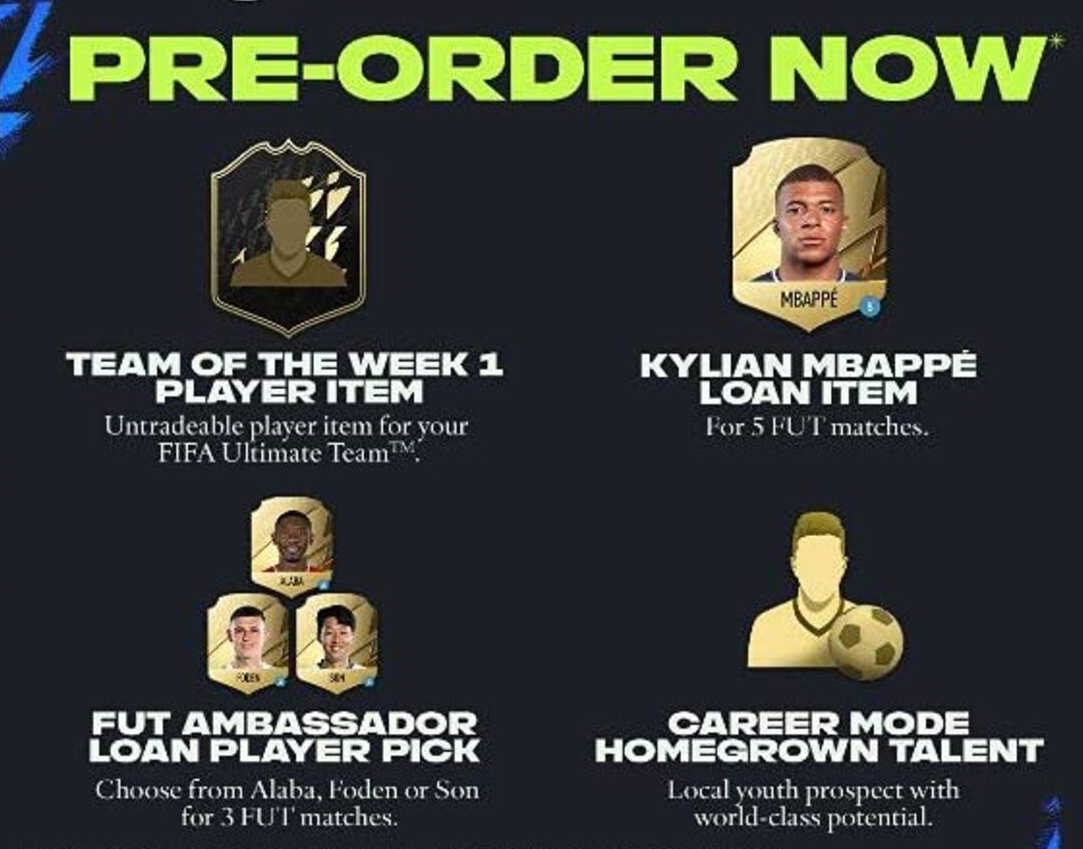 PRE-ORDER NOW*
MBAPPÉ
5
TEAM OF THE WEEK 1
PLAYER ITEM
Untradeable player item for your
FIFA Ultimate Team™.
KYLIAN MBAPPÉ
LOAN ITEM
For 5 FUT matches.
ALABA
FODEN
SON
FUT AMBASSADOR
LOAN PLAYER PICK
Choose from Alaba, Foden or Son
for 3 FUT matches.
CAREER MODE
HOMEGROWN TALENT
Local youth prospect with
world-class potential.